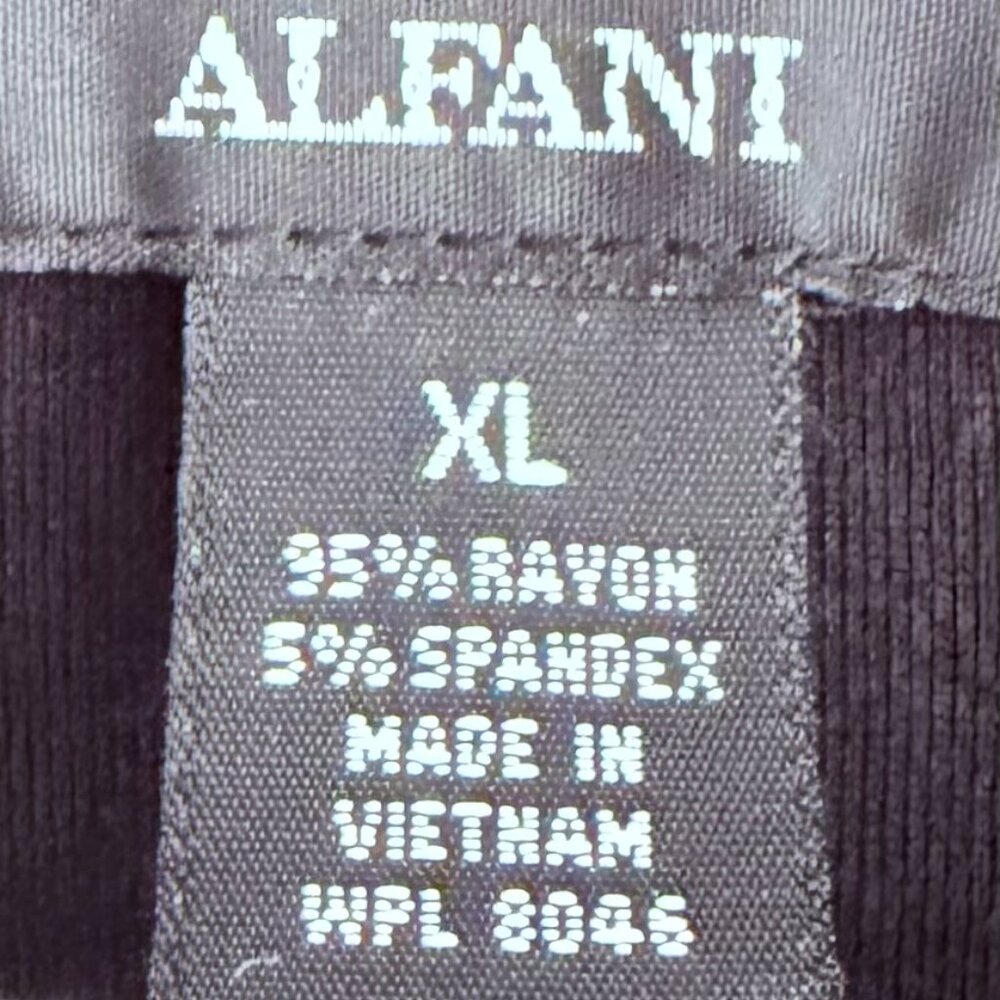 ALFANI
XL
95% RAYON
5% SPANDEX
MADE IN
VIETNAM
WPL 8046